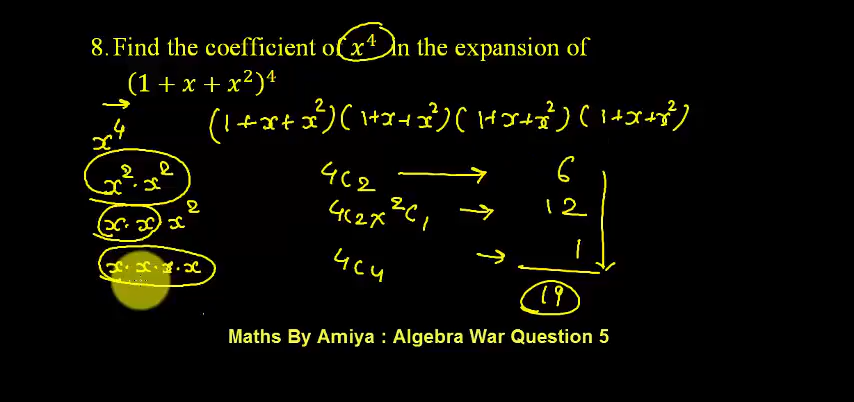 8. Find the coefficient of x⁴ in the expansion of
(1 + x + x²)⁴
(1+x+x²)(1+x+x²)(1+x+x²)(1+x+x²)
x⁴
x²·x² 4C2 → 6
x·x x² 4C2 x ²C₁ → 12
x·x·x·x 4C4 → 1
19
Maths By Amiya : Algebra War Question 5